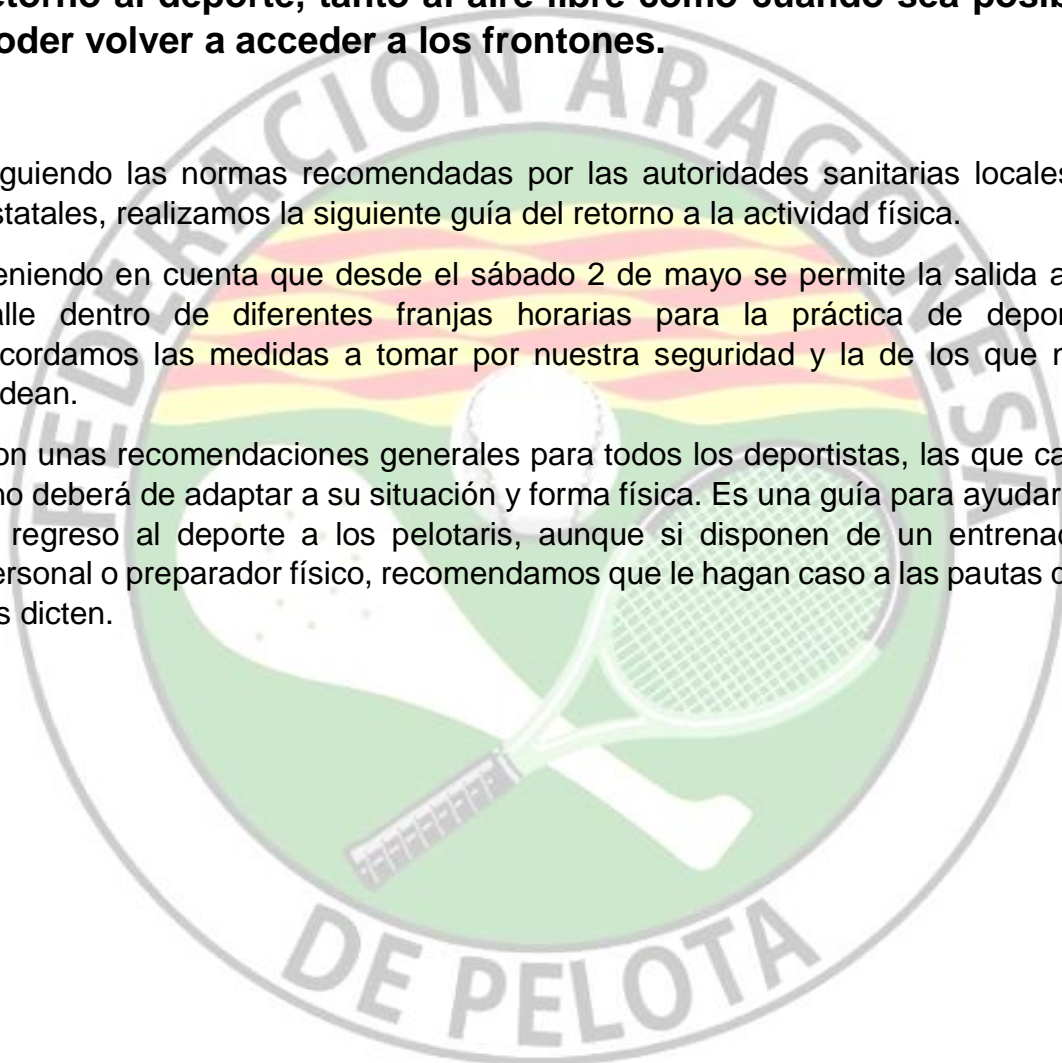 etorno al deporte, tanto al aire libre como cuando sea posib
oder volver a acceder a los frontones.
guiendo las normas recomendadas por las autoridades sanitarias locales
statales, realizamos la siguiente guía del retorno a la actividad física.
eniendo en cuenta que desde el sábado 2 de mayo se permite la salida a
alle dentro de diferentes franjas horarias para la práctica de depor
cordamos las medidas a tomar por nuestra seguridad y la de los que n
dean.
on unas recomendaciones generales para todos los deportistas, las que ca
no deberá de adaptar a su situación y forma física. Es una guía para ayudar
regreso al deporte a los pelotaris, aunque si disponen de un entrenad
ersonal o preparador físico, recomendamos que le hagan caso a las pautas q
s dicten.
FEDERACION ARAGONESA
DE PELOTA